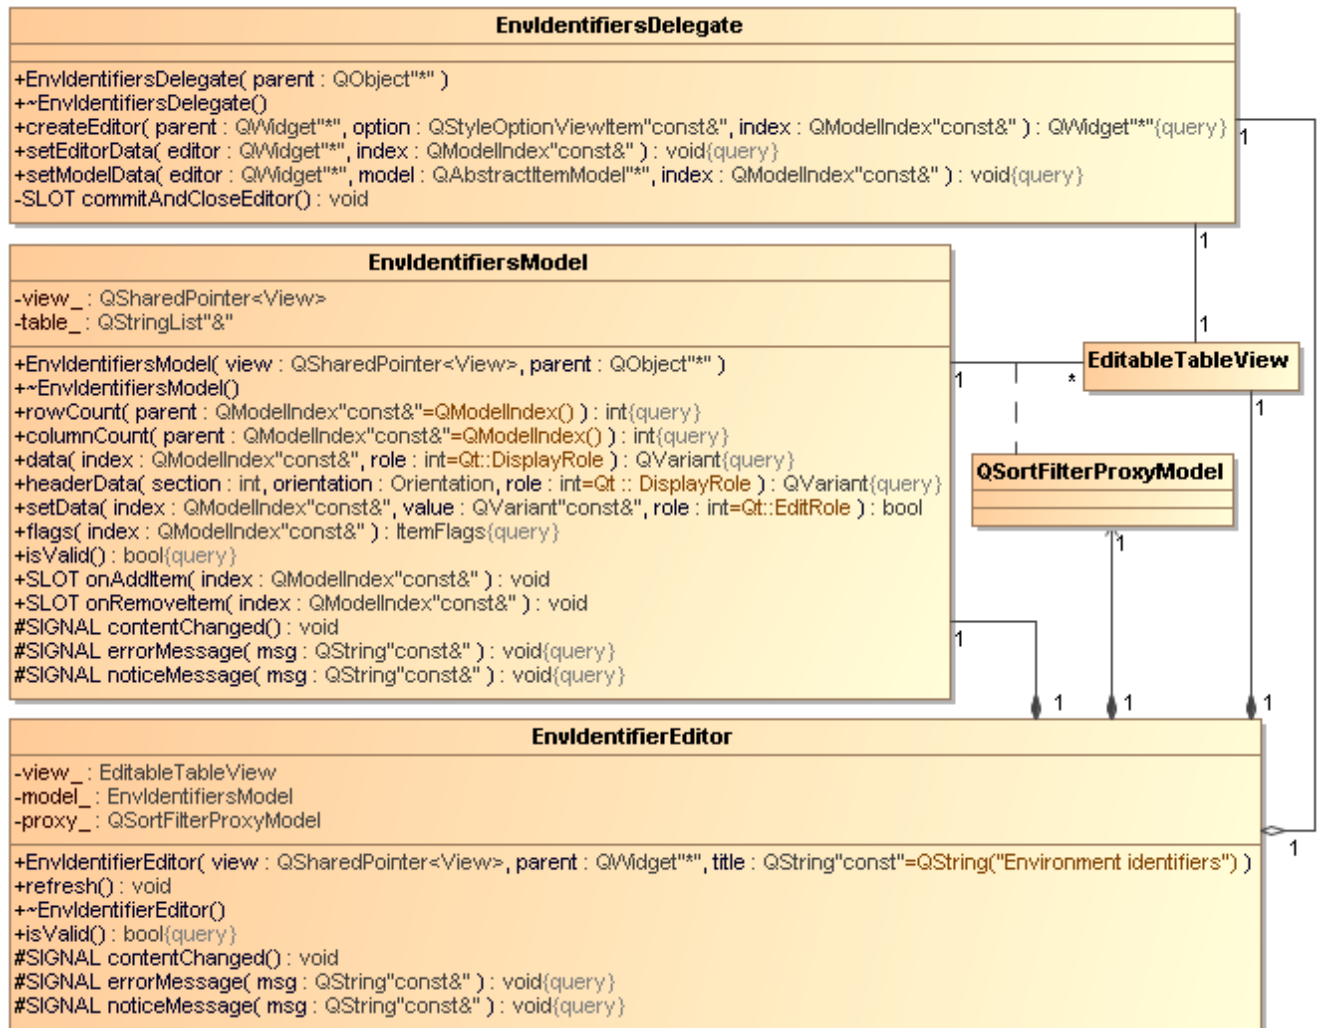 EnvIdentifiersDelegate
+EnvIdentifiersDelegate( parent : QObject"*" )
+~EnvIdentifiersDelegate()
+createEditor( parent : QWidget"*", option : QStyleOptionViewItem"const&", index : QModelIndex"const&" ) : QWidget"*"{query}
1
+setEditorData( editor : QWidget"*", index : QModelIndex"const&" ) : void{query}
+setModelData( editor : QWidget"*", model : QAbstractItemModel"*", index : QModelIndex"const&" ) : void{query}
-SLOT commitAndCloseEditor() : void
1
EnvIdentifiersModel
-view_ : QSharedPointer<View>
-table_ : QStringList"&"
1
+EnvIdentifiersModel( view : QSharedPointer<View>, parent : QObject"*" )
EditableTableView
1
*
+~EnvIdentifiersModel()
+rowCount( parent : QModelIndex"const&"=QModelIndex() ) : int{query}
1
+columnCount( parent : QModelIndex"const&"=QModelIndex() ) : int{query}
+data( index : QModelIndex"const&", role : int=Qt::DisplayRole ) : QVariant{query}
QSortFilterProxyModel
+headerData( section : int, orientation : Orientation, role : int=Qt :: DisplayRole ) : QVariant{query}
+setData( index : QModelIndex"const&", value : QVariant"const&", role : int=Qt::EditRole ) : bool
+flags( index : QModelIndex"const&" ) : ItemFlags{query}
1
+isValid() : bool{query}
+SLOT onAddItem( index : QModelIndex"const&" ) : void
+SLOT onRemoveItem( index : QModelIndex"const&" ) : void
#SIGNAL contentChanged() : void
1
#SIGNAL errorMessage( msg : QString"const&" ) : void{query}
#SIGNAL noticeMessage( msg : QString"const&" ) : void{query}
1
1
1
EnvIdentifierEditor
-view_ : EditableTableView
-model_ : EnvIdentifiersModel
-proxy_ : QSortFilterProxyModel
1
+EnvIdentifierEditor( view : QSharedPointer<View>, parent : QWidget"*", title : QString"const"=QString("Environment identifiers") )
+refresh() : void
+~EnvIdentifierEditor()
+isValid() : bool{query}
#SIGNAL contentChanged() : void
#SIGNAL errorMessage( msg : QString"const&" ) : void{query}
#SIGNAL noticeMessage( msg : QString"const&" ) : void{query}